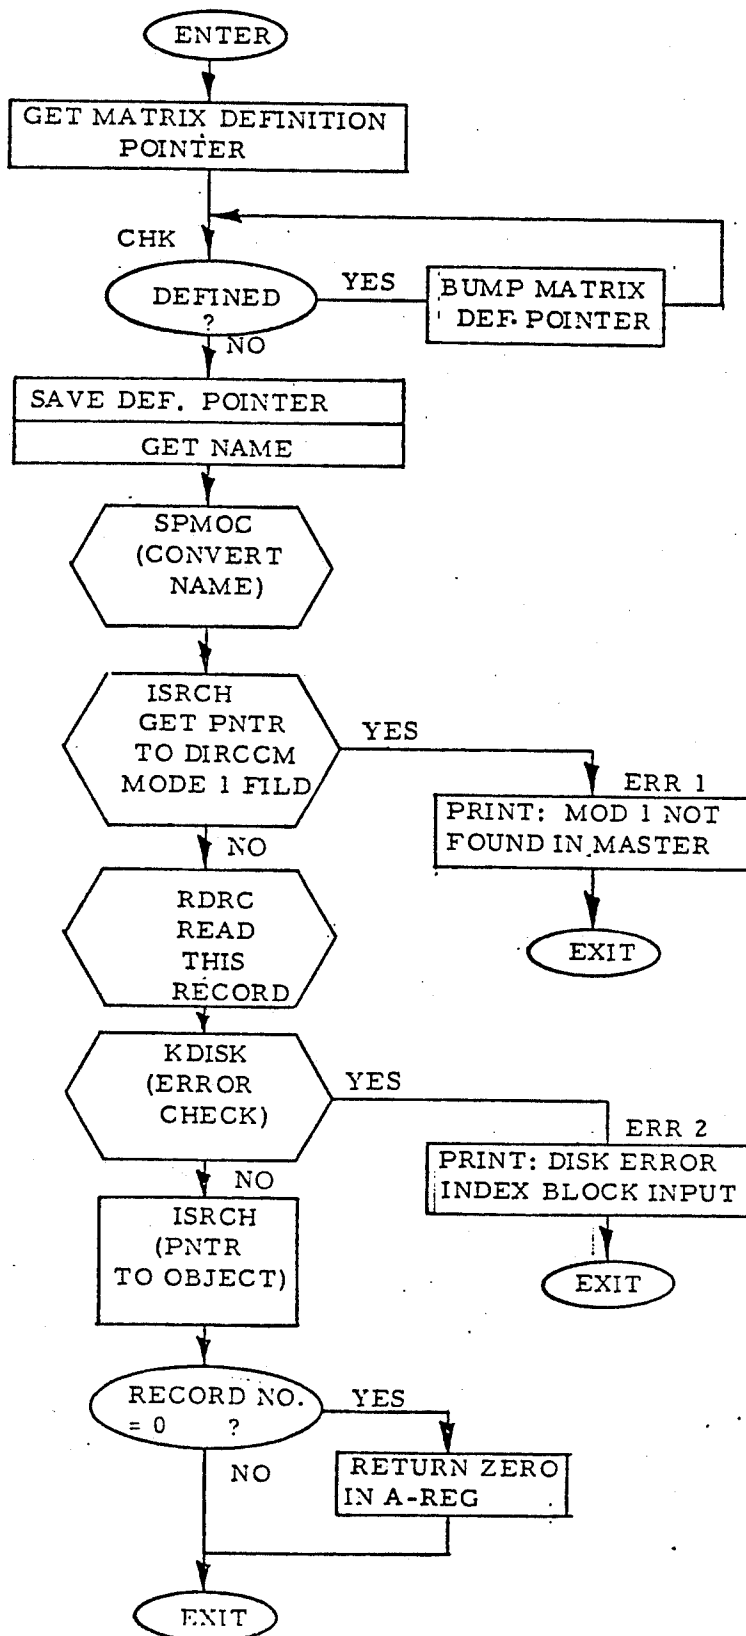 ENTER
GET MATRIX DEFINITION
POINTER
CHK
DEFINED
?
YES
BUMP MATRIX
DEF. POINTER
NO
SAVE DEF. POINTER
GET NAME
SPMOC
(CONVERT
NAME)
ISRCH
GET PNTR
TO DIRCCM
MODE 1 FILD
YES
ERR 1
PRINT: MOD 1 NOT
FOUND IN MASTER
EXIT
NO
RDRC
READ
THIS
RECORD
KDISK
(ERROR
CHECK)
YES
ERR 2
PRINT: DISK ERROR
INDEX BLOCK INPUT
EXIT
NO
ISRCH
(PNTR
TO OBJECT)
RECORD NO.
= 0 ?
YES
RETURN ZERO
IN A-REG
NO
EXIT